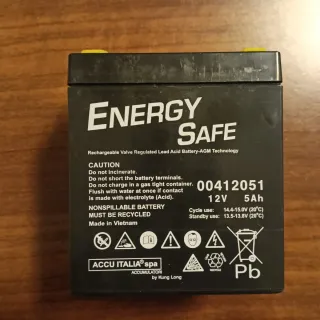 ENERGY
SAFE
Rechargeable Valve Regulated Lead Acid Battery-AGM Technology
CAUTION
Do not incinerate.
Do not short the battery terminals.
Do not charge in a gas tight container.
Flush with water at once if contact
is made with electrolyte (Acid).
00412051
12V 5Ah
NONSPILLABLE BATTERY
MUST BE RECYCLED
Made in Vietnam
Cycle use: 14.4-15.0V (20°C)
Standby use: 13.5-13.8V (20°C)
ACCU ITALIA spa
ACCUMULATORI
by Kung Long
Pb